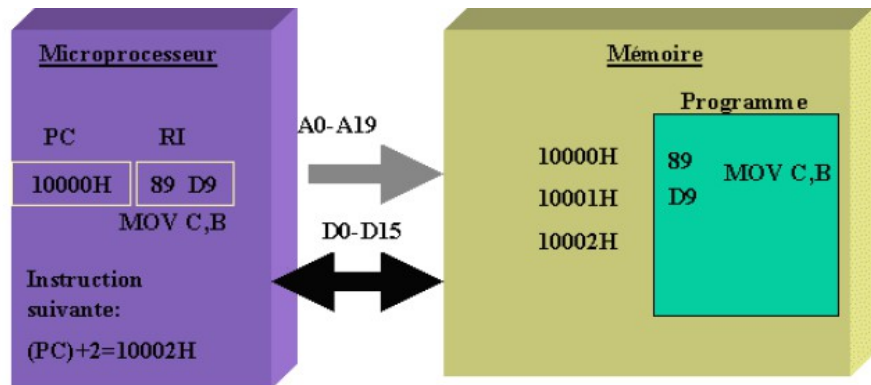 Microprocesseur
PC RI
10000H 89 D9
MOV C,B
Instruction
suivante:
(PC)+2=10002H
A0-A19
D0-D15
Mémoire
Programme
10000H 89 MOV C,B
10001H D9
10002H